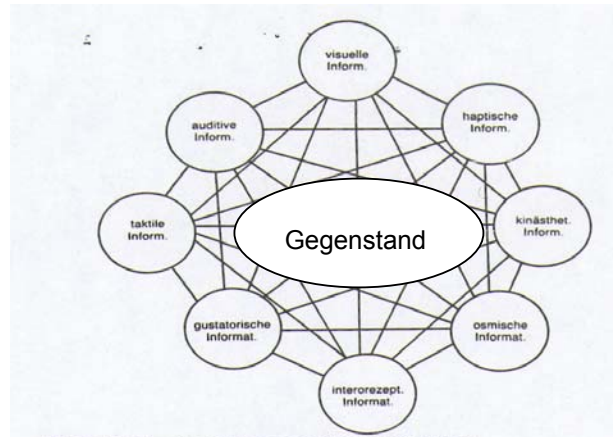 visuelle
Inform.
auditive
Inform.
haptische
Inform.
taktile
Inform.
Gegenstand
kinästhet.
Inform.
gustatorische
Informat.
osmische
Informat.
interorezept.
Informat.